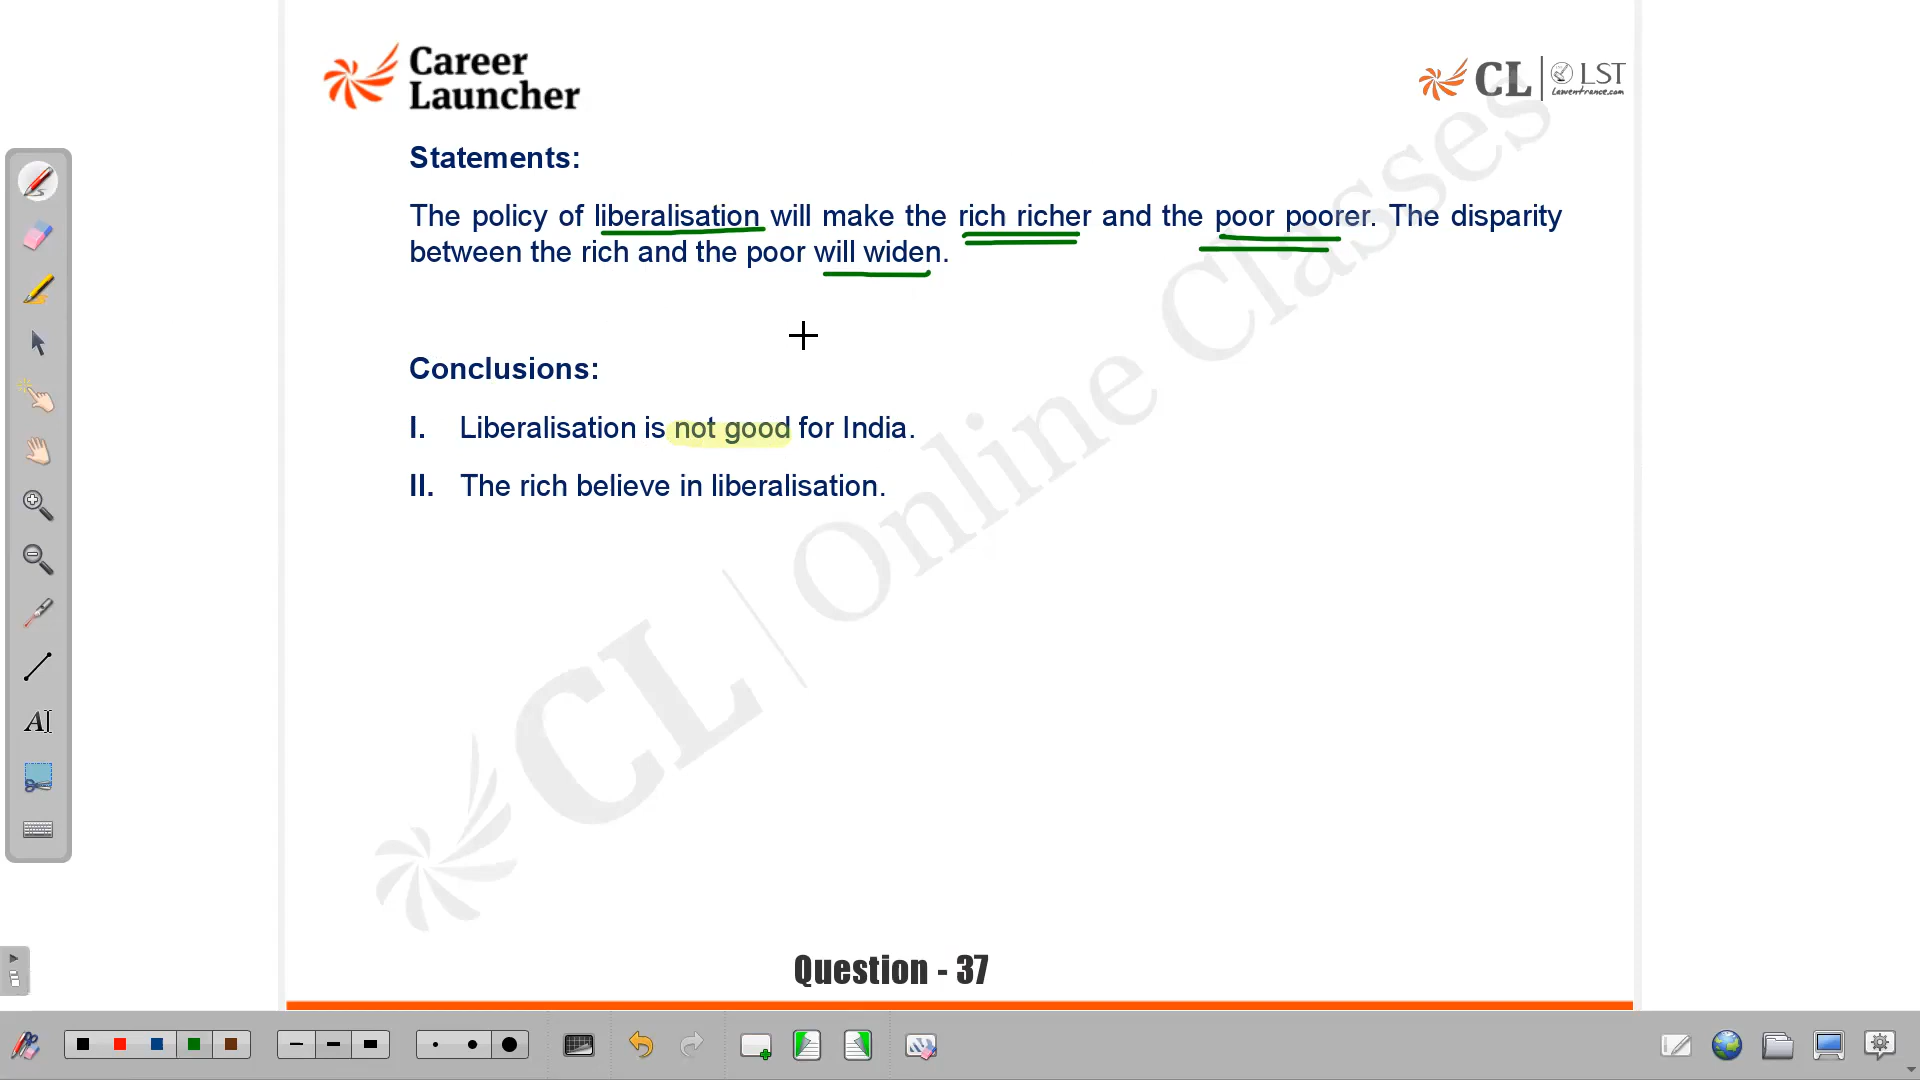 Career
Launcher
CL LST
Lawentrance.com
Statements:
The policy of liberalisation will make the rich richer and the poor poorer. The disparity
between the rich and the poor will widen.
Conclusions:
I. Liberalisation is not good for India.
II. The rich believe in liberalisation.
CL | Online Classes
Question - 37